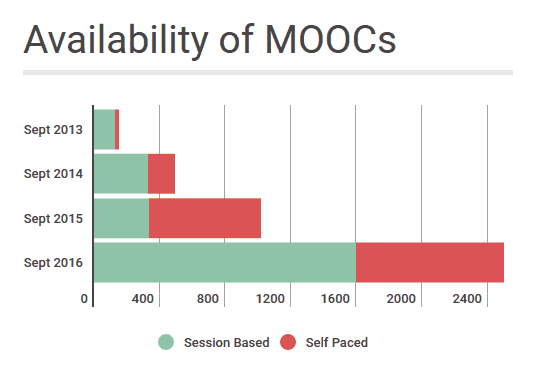 Availability of MOOCs
Sept 2013
Sept 2014
Sept 2015
Sept 2016
0 400 800 1200 1600 2000 2400
Session Based Self Paced